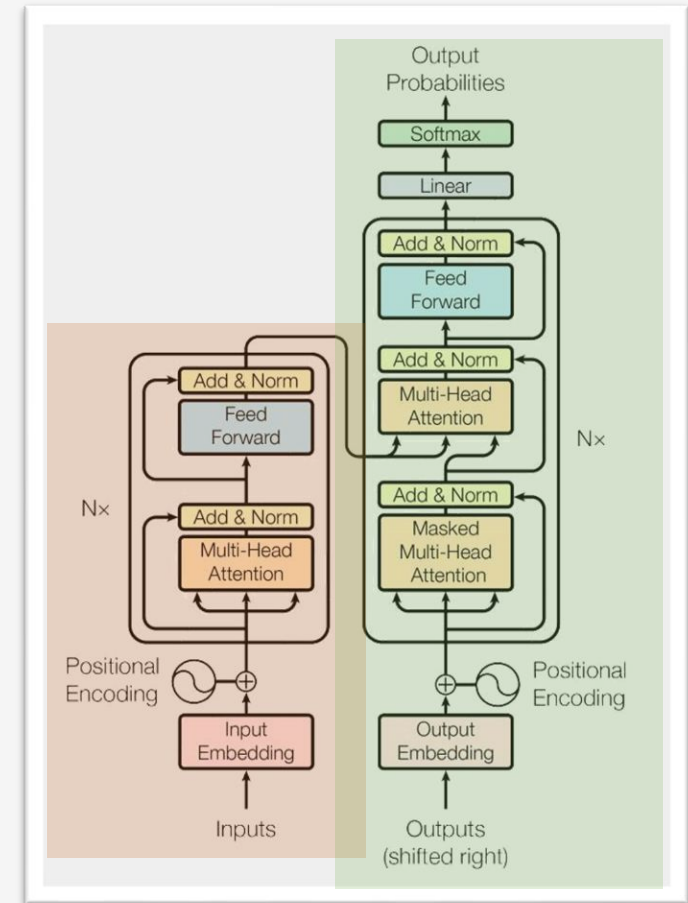 Output
Probabilities
Softmax
Linear
Add & Norm
Feed
Forward
Add & Norm
Multi-Head
Attention
Nx
Add & Norm
Masked
Multi-Head
Attention
Positional
Encoding
Output
Embedding
Outputs
(shifted right)
Add & Norm
Feed
Forward
Nx
Add & Norm
Multi-Head
Attention
Positional
Encoding
Input
Embedding
Inputs